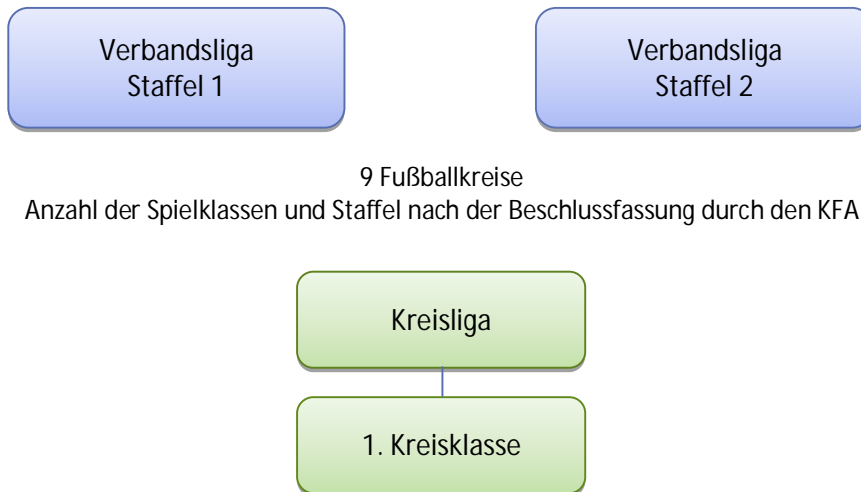 Verbandsliga
Staffel 1
Verbandsliga
Staffel 2
9 Fußballkreise
Anzahl der Spielklassen und Staffel nach der Beschlussfassung durch den KFA
Kreisliga
1. Kreisklasse